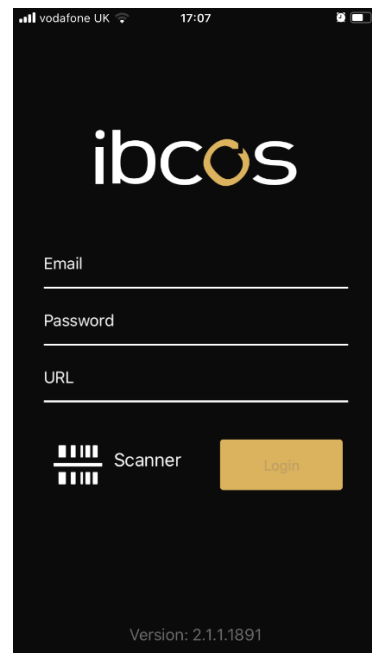 vodafone UK 17:07
ibcos
Email
Password
URL
Scanner Login
Version: 2.1.1.1891